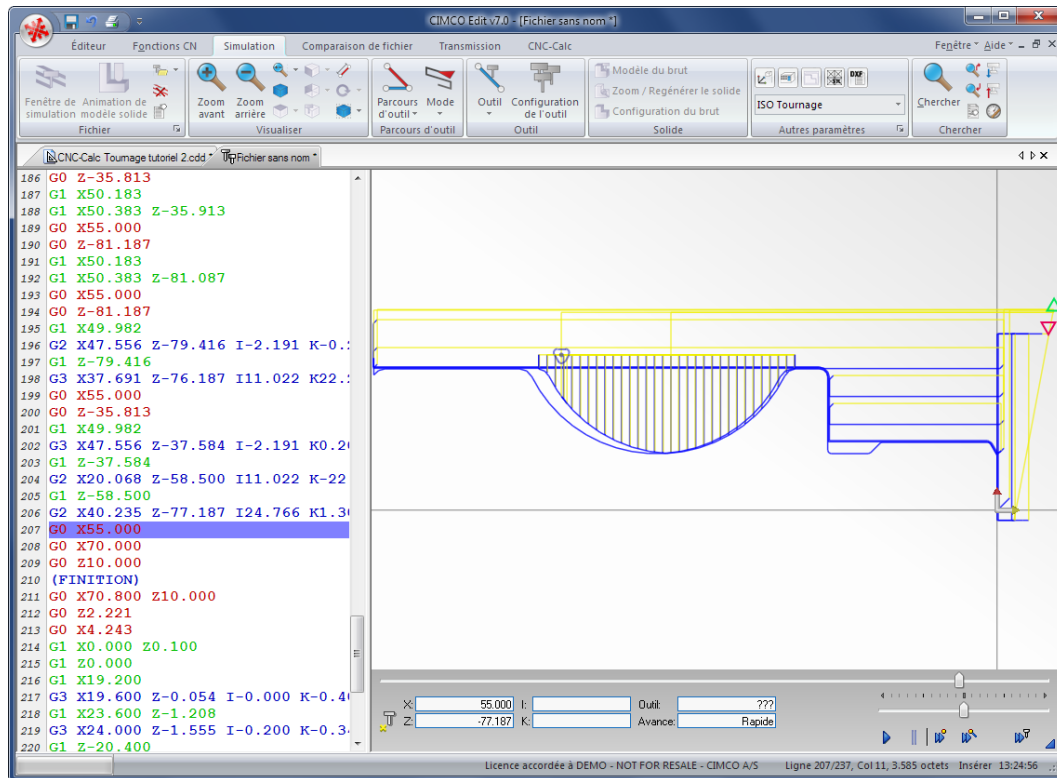 CIMCO Edit v7.0 - [Fichier sans nom *]
Éditeur Fonctions CN Simulation Comparaison de fichier Transmission CNC-Calc Fenêtre Aide
Fenêtre de simulation
Animation de modèle solide
Fichier
Zoom avant
Zoom arrière
Visualiser
Parcours d'outil
Mode
Parcours d'outil
Outil
Configuration de l'outil
Outil
Modèle du brut
Zoom / Regénérer le solide
Configuration du brut
Solide
DXF
ISO Tournage
Autres paramètres
Chercher
Chercher
CNC-Calc Tournage tutoriel 2.cdd * Fichier sans nom *
186 G0 Z-35.813
187 G1 X50.183
188 G1 X50.383 Z-35.913
189 G0 X55.000
190 G0 Z-81.187
191 G1 X50.183
192 G1 X50.383 Z-81.087
193 G0 X55.000
194 G0 Z-81.187
195 G1 X49.982
196 G2 X47.556 Z-79.416 I-2.191 K-0.2
197 G1 Z-79.416
198 G3 X37.691 Z-76.187 I11.022 K22.
199 G0 X55.000
200 G0 Z-35.813
201 G1 X49.982
202 G3 X47.556 Z-37.584 I-2.191 K0.20
203 G1 Z-37.584
204 G2 X20.068 Z-58.500 I11.022 K-22
205 G1 Z-58.500
206 G2 X40.235 Z-77.187 I24.766 K1.30
207 G0 X55.000
208 G0 X70.000
209 G0 Z10.000
210 (FINITION)
211 G0 X70.800 Z10.000
212 G0 Z2.221
213 G0 X4.243
214 G1 X0.000 Z0.100
215 G1 Z0.000
216 G1 X19.200
217 G3 X19.600 Z-0.054 I-0.000 K-0.40
218 G1 X23.600 Z-1.208
219 G3 X24.000 Z-1.555 I-0.200 K-0.34
220 G1 Z-20.400
X: 55.000 I: Outil: ???
Z: -77.187 K: Avance: Rapide
Licence accordée à DEMO - NOT FOR RESALE - CIMCO A/S Ligne 207/237, Col 11, 3.585 octets Insérer 13:24:56